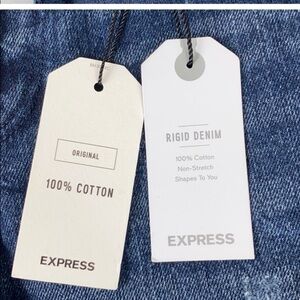 ORIGINAL
100% COTTON
EXPRESS
RIGID DENIM
100% Cotton
Non-Stretch
Shapes To You
EXPRESS